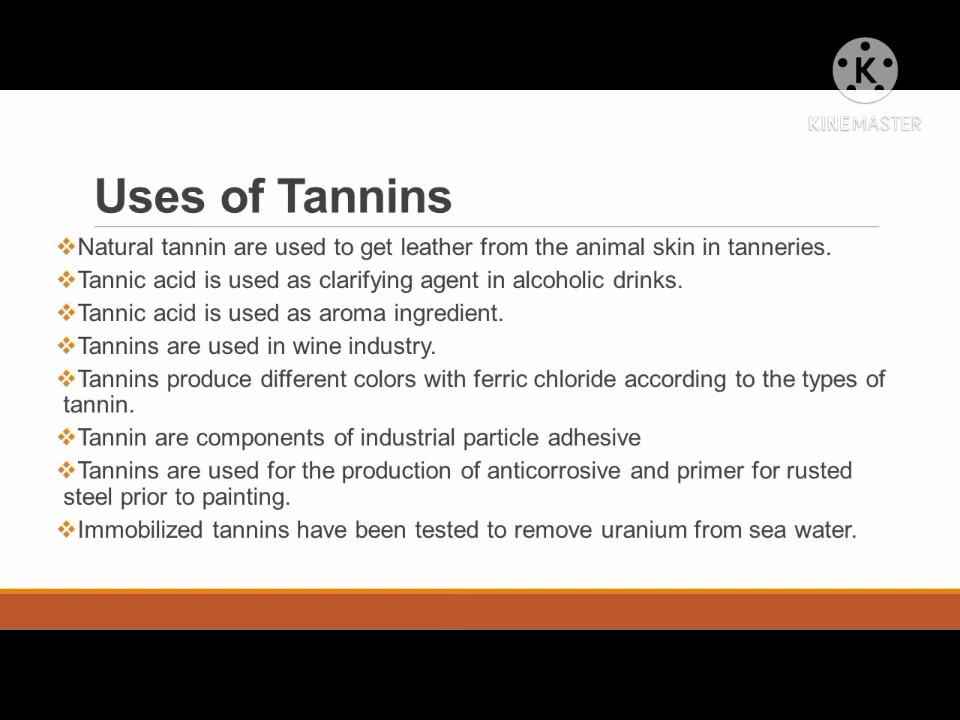 K
KINEMASTER
Uses of Tannins
❖Natural tannin are used to get leather from the animal skin in tanneries.
❖Tannic acid is used as clarifying agent in alcoholic drinks.
❖Tannic acid is used as aroma ingredient.
❖Tannins are used in wine industry.
❖Tannins produce different colors with ferric chloride according to the types of
tannin.
❖Tannin are components of industrial particle adhesive
❖Tannins are used for the production of anticorrosive and primer for rusted
steel prior to painting.
❖Immobilized tannins have been tested to remove uranium from sea water.